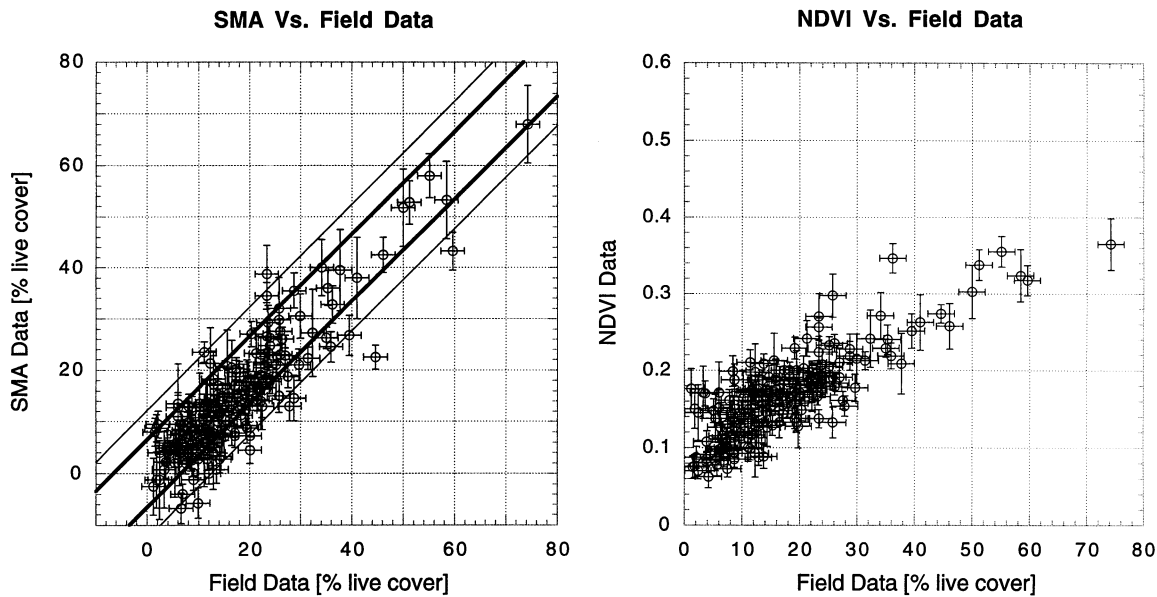 SMA Vs. Field Data
80
60
40
20
0
SMA Data [% live cover]
0 20 40 60 80
Field Data [% live cover]
NDVI Vs. Field Data
0.6
0.5
0.4
0.3
0.2
0.1
0
NDVI Data
0 10 20 30 40 50 60 70 80
Field Data [% live cover]